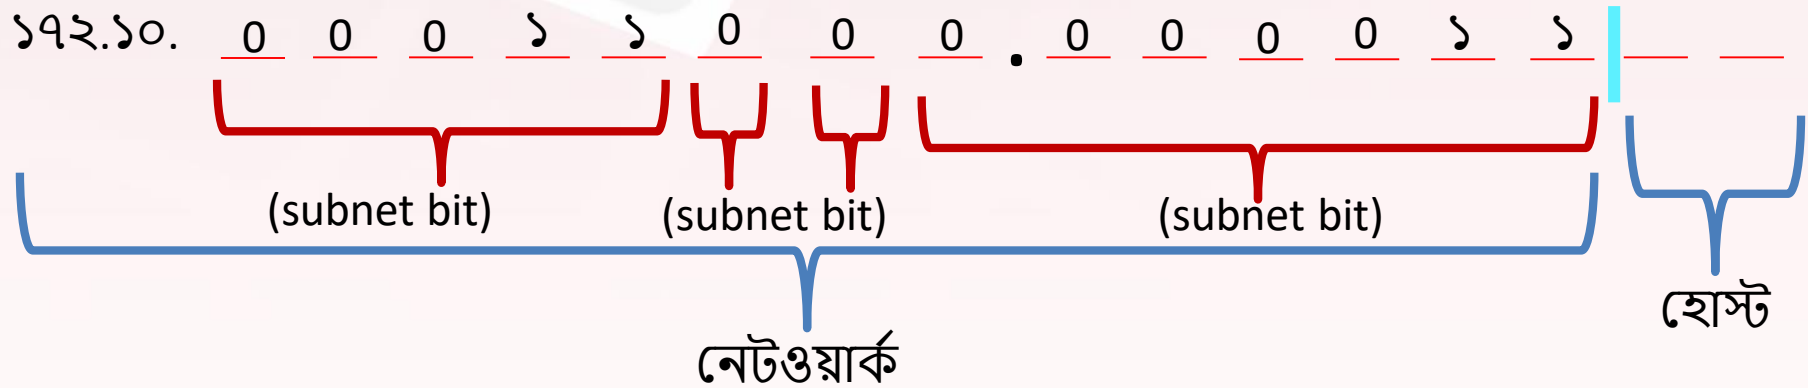 ১৭২.১০. 0 0 0 ১ ১ 0 0 0 . 0 0 0 0 ১ ১
(subnet bit) (subnet bit) (subnet bit)
হোস্ট
নেটওয়ার্ক